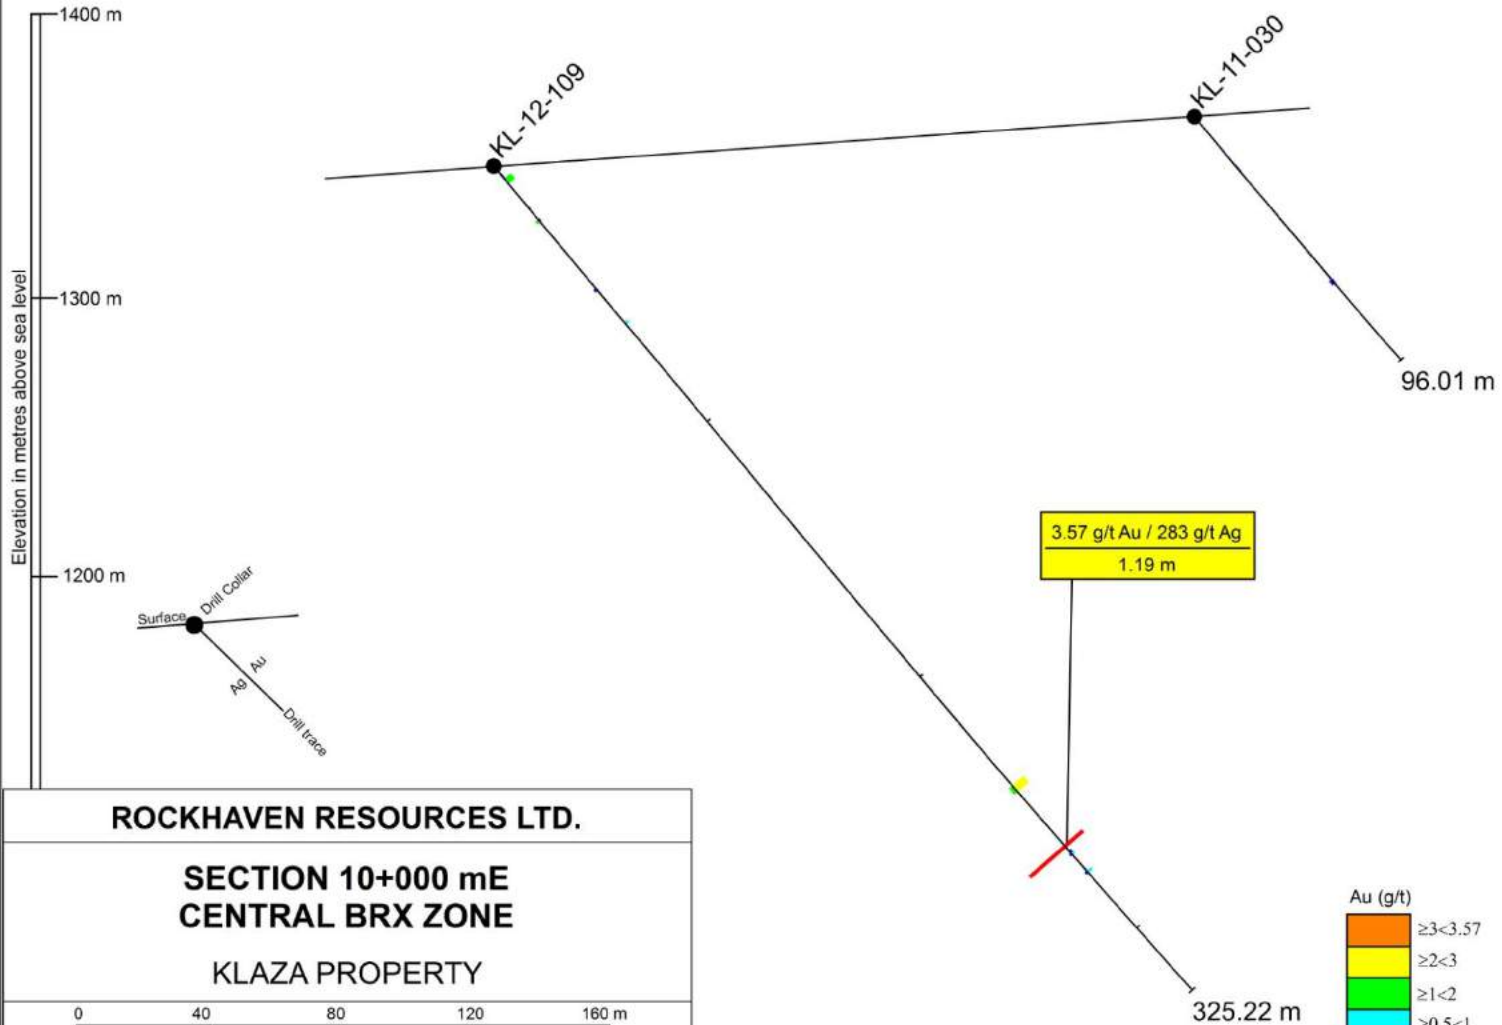 1400 m
KL-12-109
KL-11-030
1300 m
Elevation in metres above sea level
96.01 m
3.57 g/t Au / 283 g/t Ag
1.19 m
1200 m
Surface
Drill Collar
Au
Ag
Drill trace
ROCKHAVEN RESOURCES LTD.
SECTION 10+000 mE
CENTRAL BRX ZONE
KLAZA PROPERTY
0 40 80 120 160 m
325.22 m
Au (g/t)
≥3<3.57
≥2<3
≥1<2
≥0.5<1